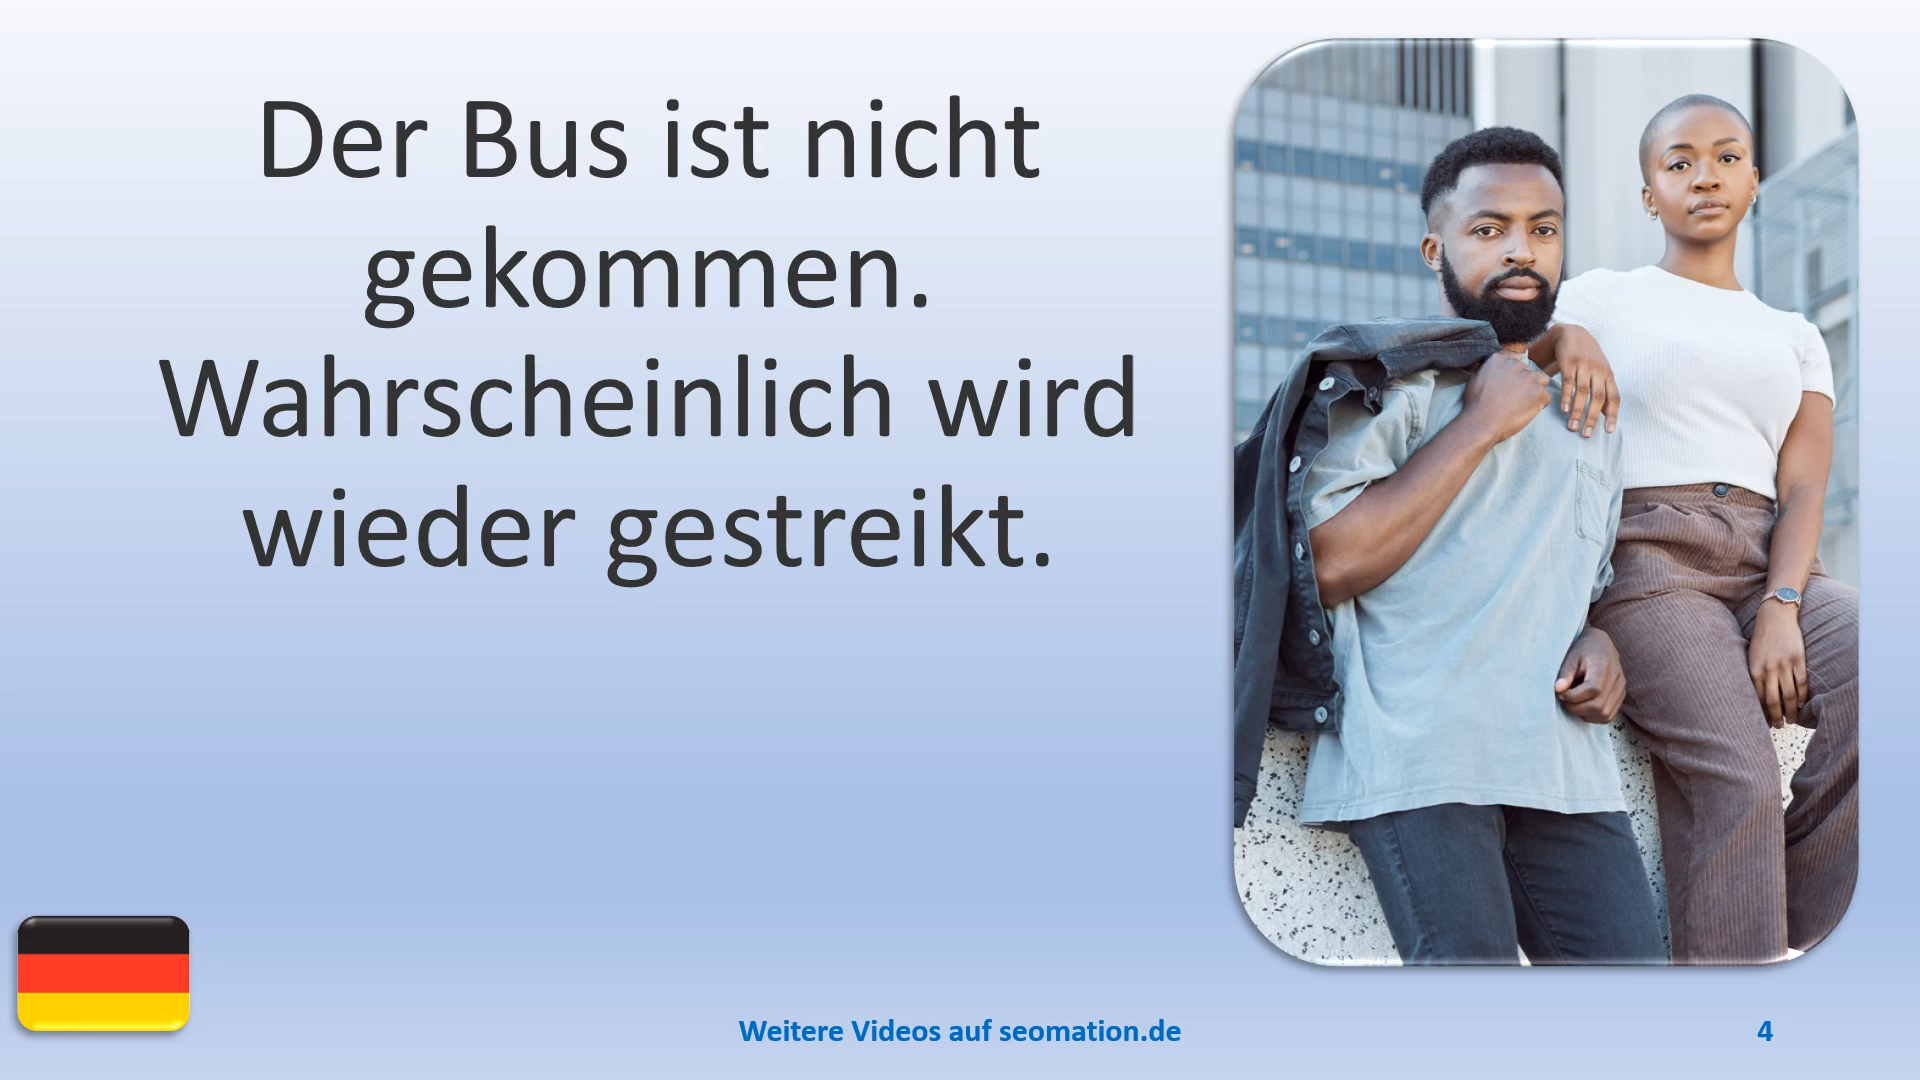 Der Bus ist nicht
gekommen.
Wahrscheinlich wird
wieder gestreikt.
Weitere Videos auf seomation.de
4